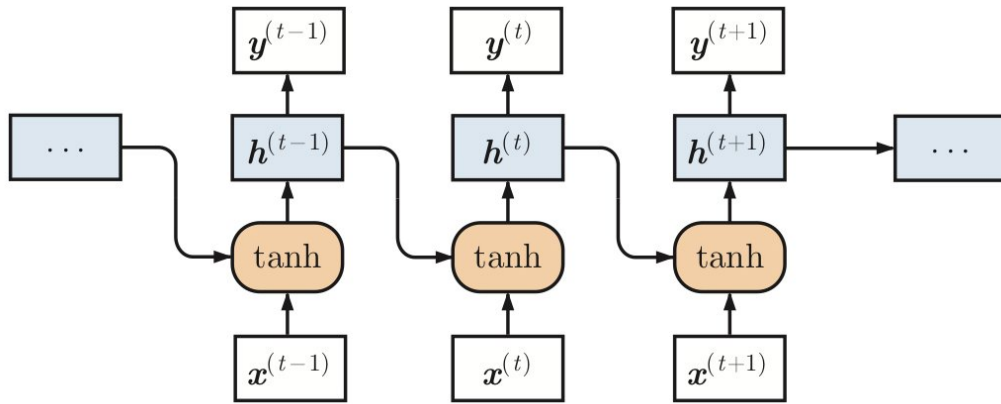 y^{(t-1)} y^{(t)} y^{(t+1)}
... h^{(t-1)} h^{(t)} h^{(t+1)} ...
tanh tanh tanh
x^{(t-1)} x^{(t)} x^{(t+1)}